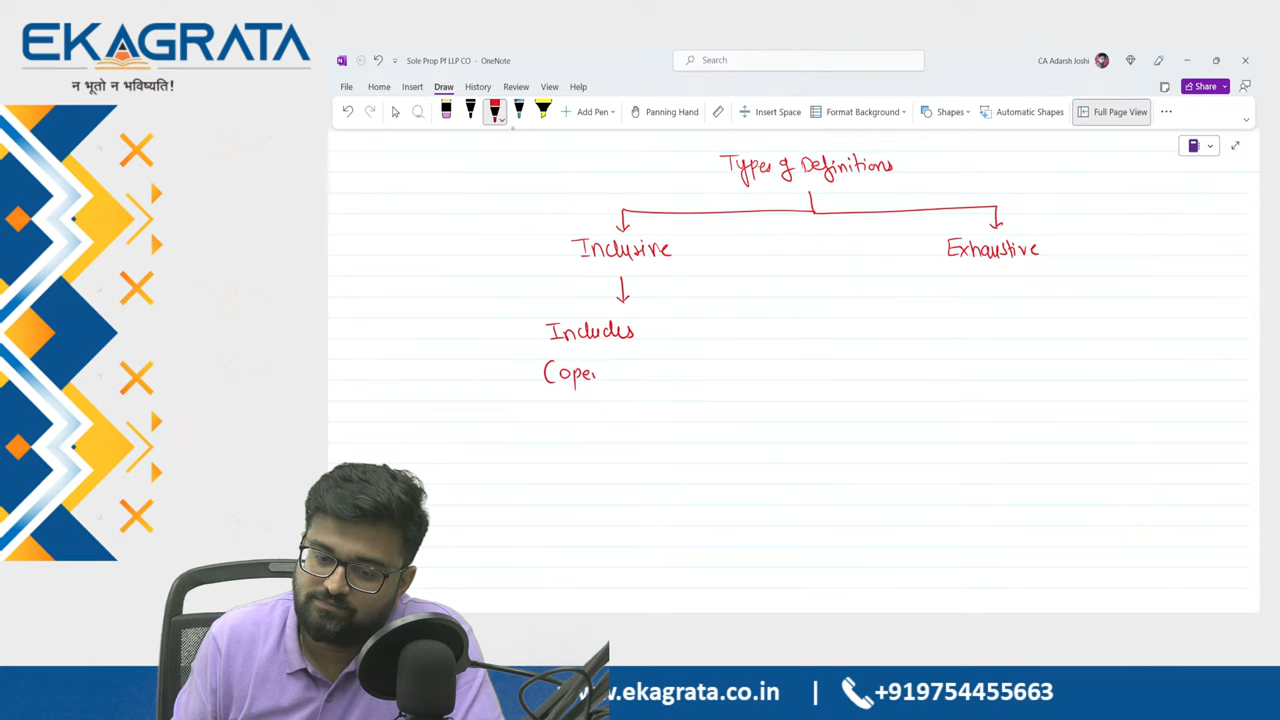 EKAGRATA
न भूतो न भविष्यति!
Sole Prop Pf LLP CO - OneNote
Search
CA Adarsh Joshi
File Home Insert Draw History Review View Help
Share
Add Pen
Panning Hand
Insert Space
Format Background
Shapes
Automatic Shapes
Full Page View
Types of Definitions
Inclusive Exhaustive
Includes
(ope
www.ekagrata.co.in | +919754455663